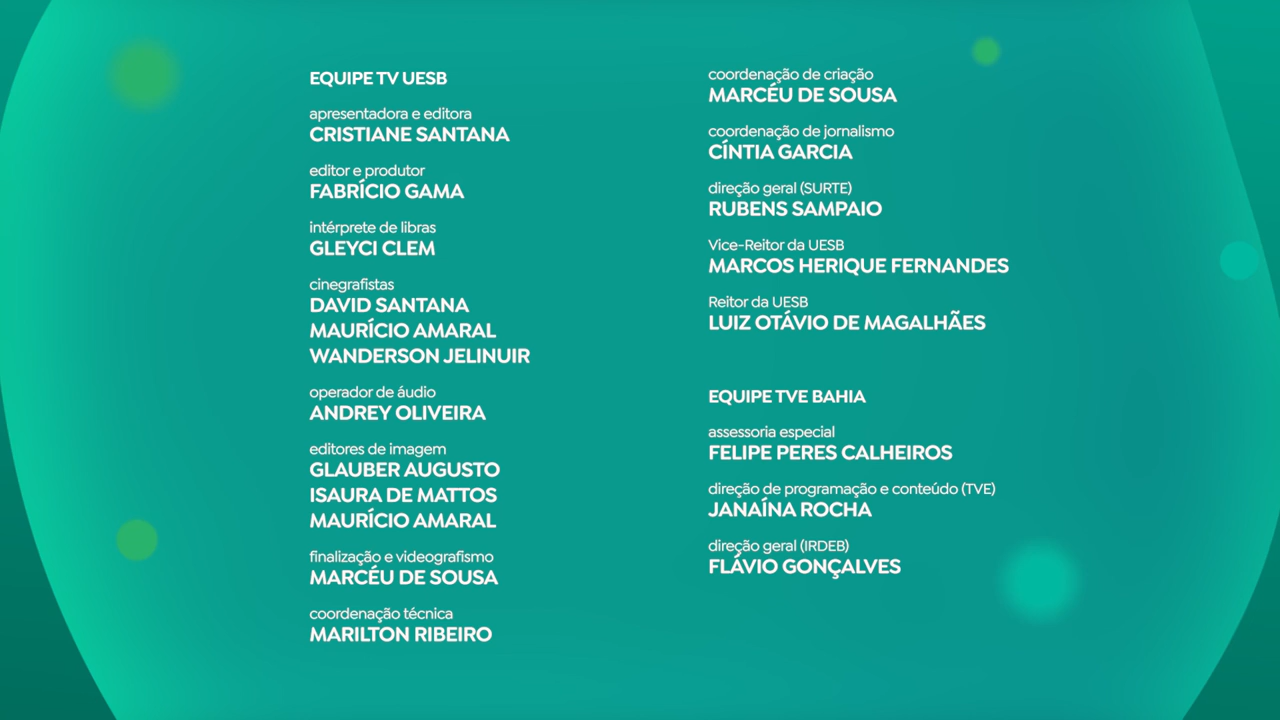 EQUIPE TV UESB
apresentadora e editora
CRISTIANE SANTANA
editor e produtor
FABRÍCIO GAMA
intérprete de libras
GLEYCI CLEM
cinegrafistas
DAVID SANTANA
MAURÍCIO AMARAL
WANDERSON JELINUIR
operador de áudio
ANDREY OLIVEIRA
editores de imagem
GLAUBER AUGUSTO
ISAURA DE MATTOS
MAURÍCIO AMARAL
finalização e videografismo
MARCÉU DE SOUSA
coordenação técnica
MARILTON RIBEIRO
coordenação de criação
MARCÉU DE SOUSA
coordenação de jornalismo
CÍNTIA GARCIA
direção geral (SURTE)
RUBENS SAMPAIO
Vice-Reitor da UESB
MARCOS HERIQUE FERNANDES
Reitor da UESB
LUIZ OTÁVIO DE MAGALHÃES
EQUIPE TVE BAHIA
assessoria especial
FELIPE PERES CALHEIROS
direção de programação e conteúdo (TVE)
JANAÍNA ROCHA
direção geral (IRDEB)
FLÁVIO GONÇALVES